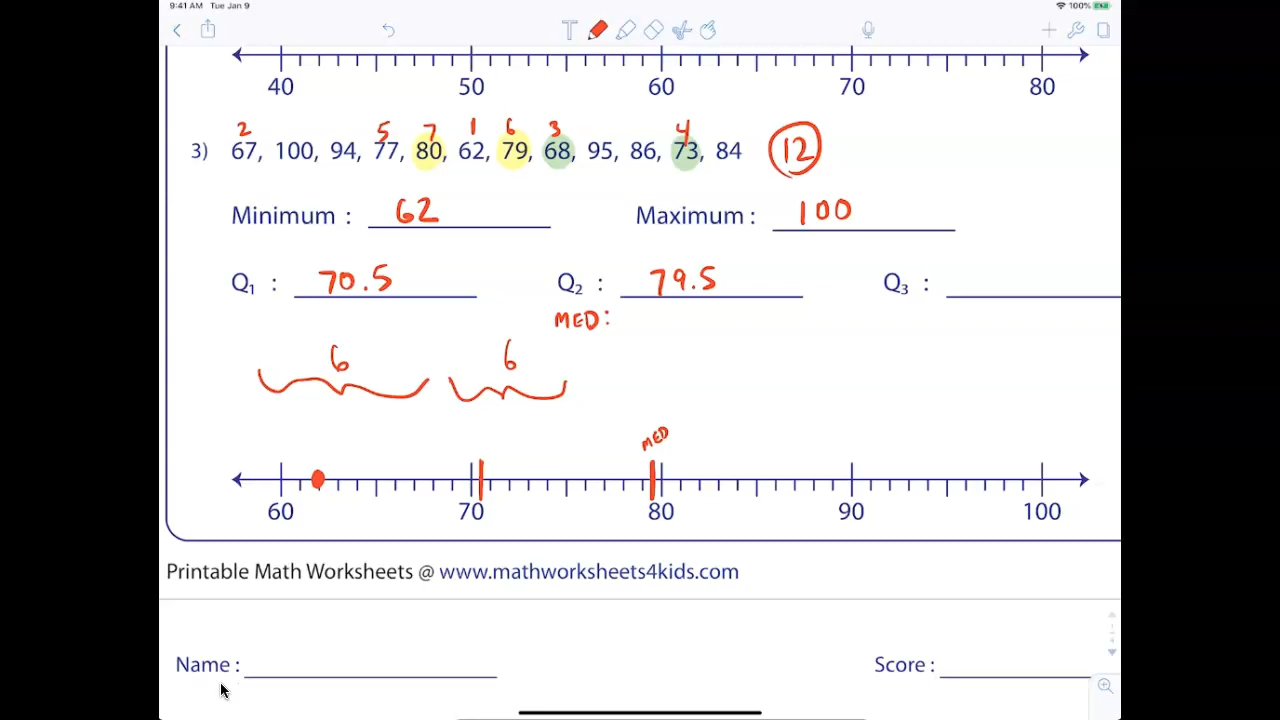 9:41 AM Tue Jan 9 100%
40 50 60 70 80
2 5 7 1 6 3 4
3) 67, 100, 94, 77, 80, 62, 79, 68, 95, 86, 73, 84 12
Minimum : 62 Maximum : 100
Q1 : 70.5 Q2 : 79.5 Q3 :
MED:
6 6
MED
60 70 80 90 100
Printable Math Worksheets @ www.mathworksheets4kids.com
Name : Score :